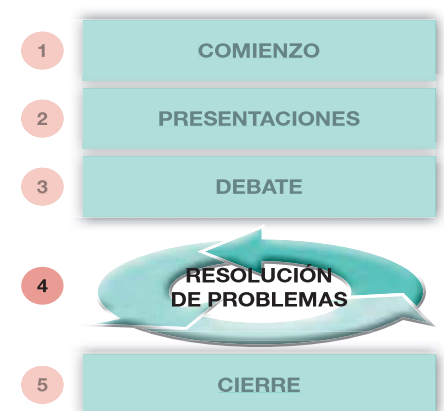 1 COMIENZO
2 PRESENTACIONES
3 DEBATE
4 RESOLUCIÓN
DE PROBLEMAS
5 CIERRE